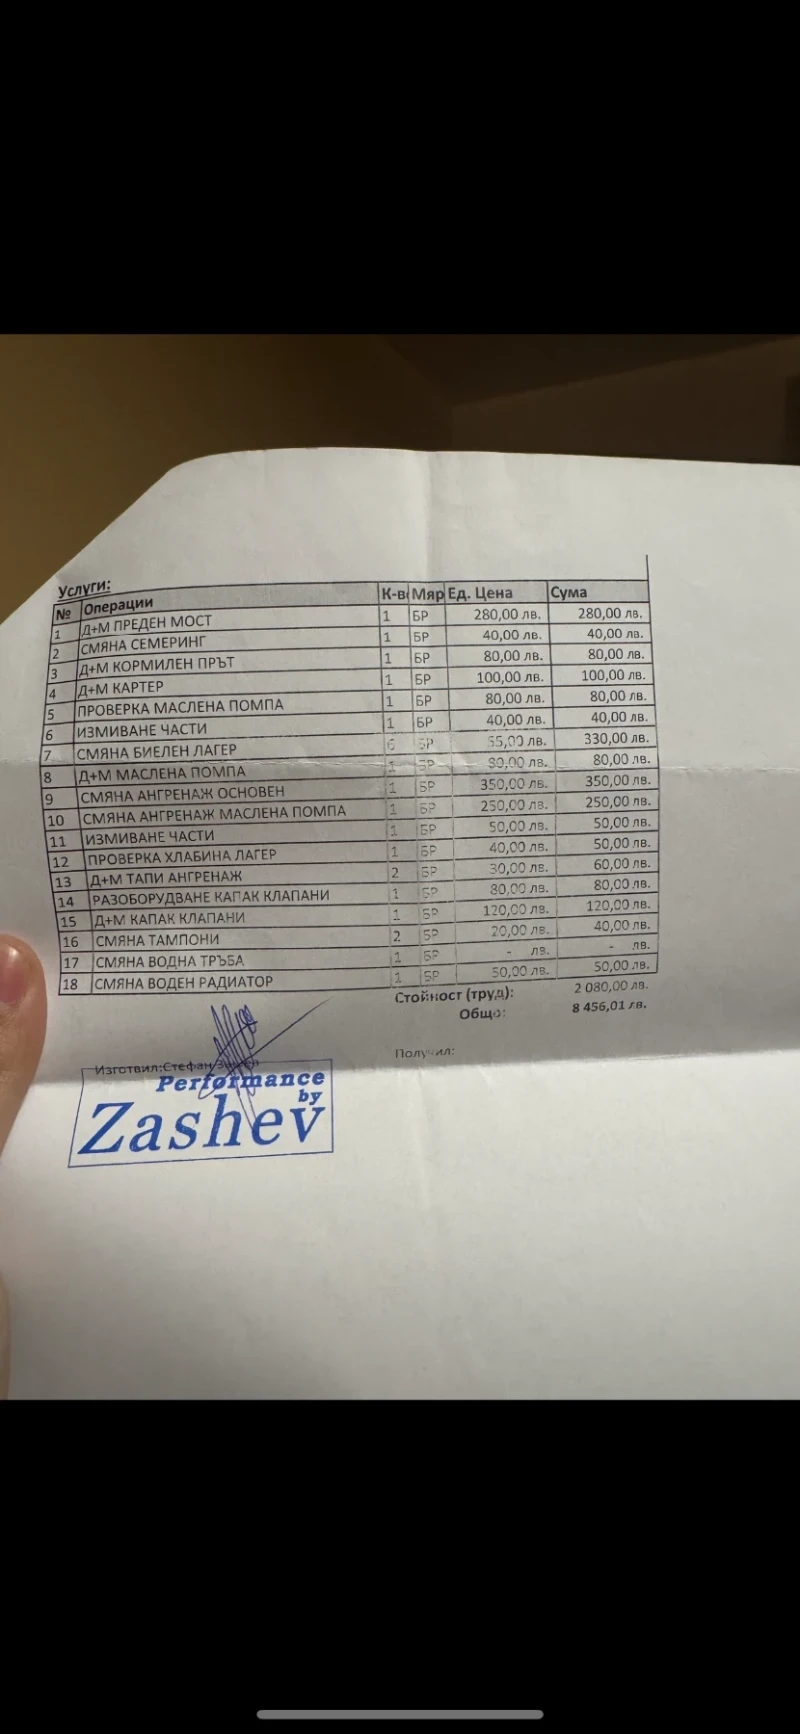 Услуги:
№ Операции К-в Мяр Ед. Цена Сума
1 Д+М ПРЕДЕН МОСТ 1 БР 280,00 лв. 280,00 лв.
2 СМЯНА СЕМЕРИНГ 1 БР 40,00 лв. 40,00 лв.
3 Д+М КОРМИЛЕН ПРЪТ 1 БР 80,00 лв. 80,00 лв.
4 Д+М КАРТЕР 1 БР 100,00 лв. 100,00 лв.
5 ПРОВЕРКА МАСЛЕНА ПОМПА 1 БР 80,00 лв. 80,00 лв.
6 ИЗМИВАНЕ ЧАСТИ 1 БР 40,00 лв. 40,00 лв.
7 СМЯНА БИЕЛЕН ЛАГЕР 6 БР 55,00 лв. 330,00 лв.
8 Д+М МАСЛЕНА ПОМПА 1 БР 80,00 лв. 80,00 лв.
9 СМЯНА АНГРЕНАЖ ОСНОВЕН 1 БР 350,00 лв. 350,00 лв.
10 СМЯНА АНГРЕНАЖ МАСЛЕНА ПОМПА 1 БР 250,00 лв. 250,00 лв.
11 ИЗМИВАНЕ ЧАСТИ 1 БР 50,00 лв. 50,00 лв.
12 ПРОВЕРКА ХЛАБИНА ЛАГЕР 1 БР 40,00 лв. 50,00 лв.
13 Д+М ТАПИ АНГРЕНАЖ 2 БР 30,00 лв. 60,00 лв.
14 РАЗОБОРУДВАНЕ КАПАК КЛАПАНИ 1 БР 80,00 лв. 80,00 лв.
15 Д+М КАПАК КЛАПАНИ 1 БР 120,00 лв. 120,00 лв.
16 СМЯНА ТАМПОНИ 2 БР 20,00 лв. 40,00 лв.
17 СМЯНА ВОДНА ТРЪБА 1 БР - лв. - лв.
18 СМЯНА ВОДЕН РАДИАТОР 1 БР 50,00 лв. 50,00 лв.
Стойност (труд): 2 080,00 лв.
Общо: 8 456,01 лв.
Изготвил:Стефан
Получил:
Performance
by
Zashev